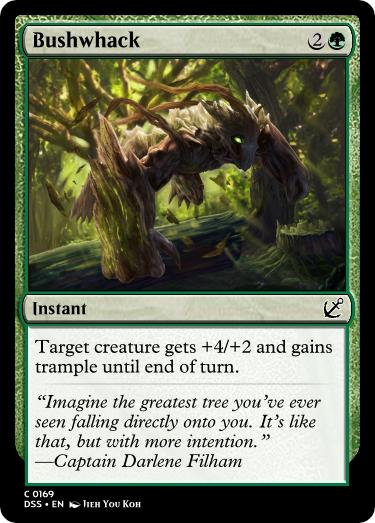 Bushwhack 2
Instant
Target creature gets +4/+2 and gains
trample until end of turn.
“Imagine the greatest tree you’ve ever
seen falling directly onto you. It’s like
that, but with more intention.”
—Captain Darlene Filham
C 0169
DSS • EN Jieh You Koh